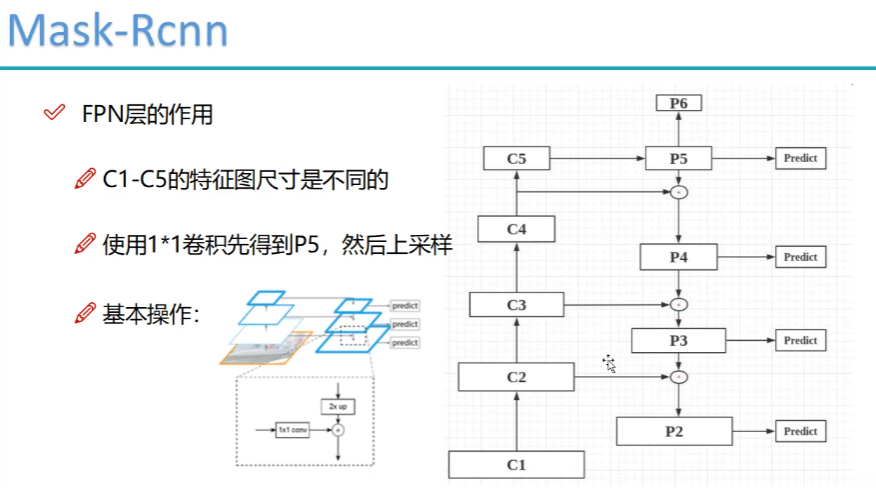 Mask-Rcnn
FPN层的作用
C1-C5的特征图尺寸是不同的
使用1*1卷积先得到P5，然后上采样
基本操作：
predict
predict
predict
2x up
1x1 conv
+
P6
C5
P5
Predict
C4
P4
Predict
C3
P3
Predict
C2
P2
Predict
C1